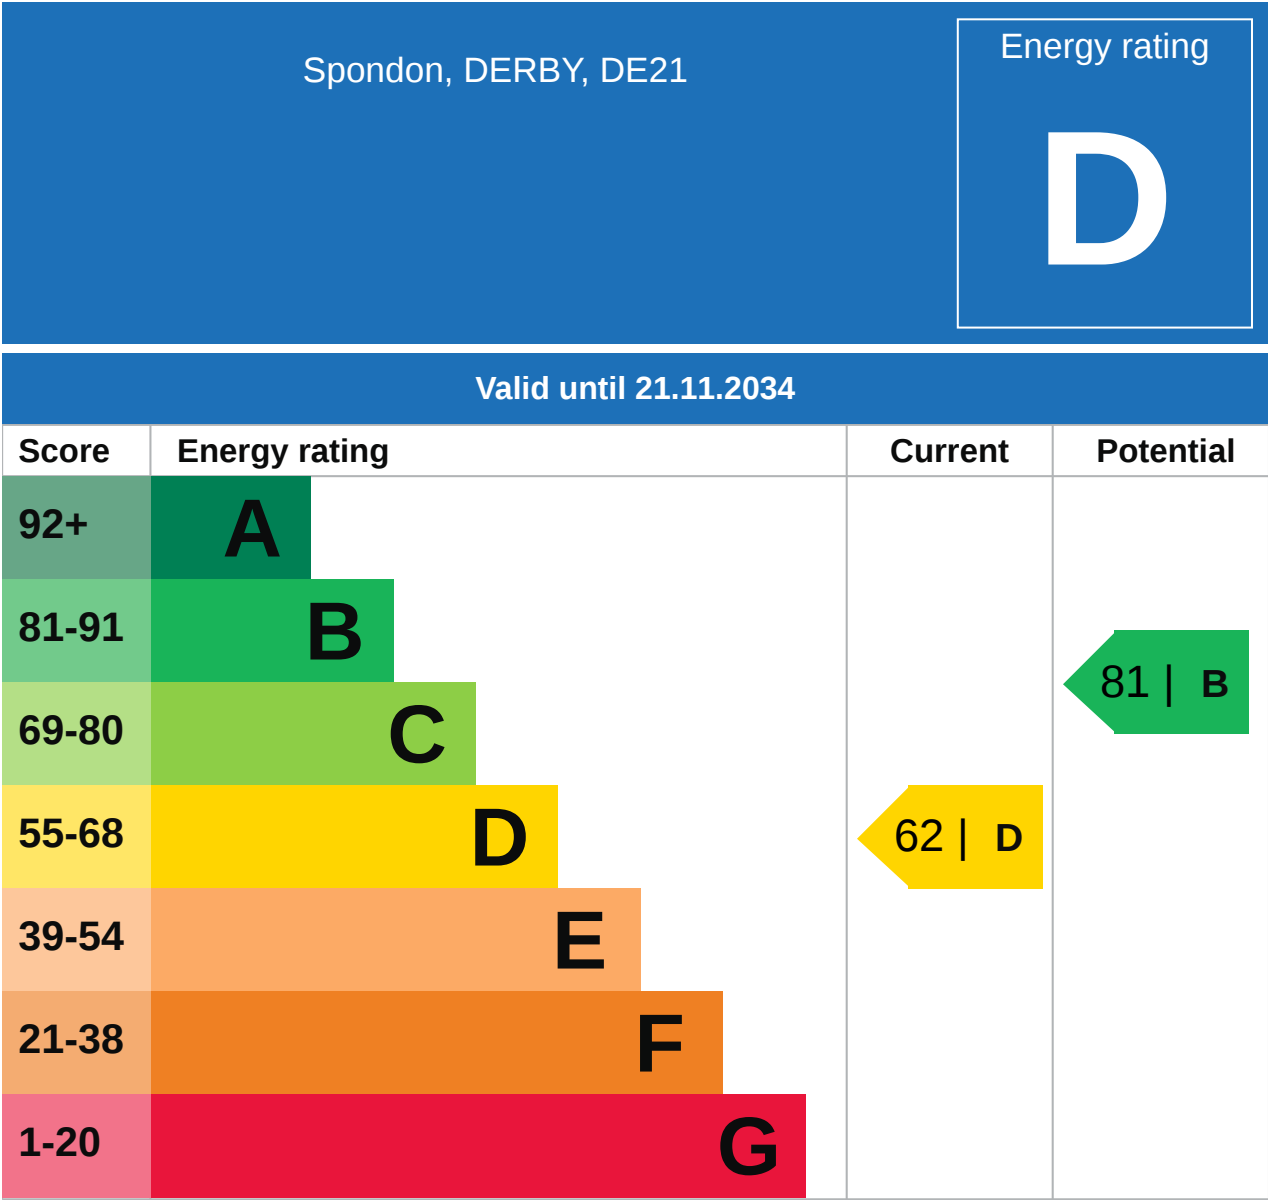 Spondon, DERBY, DE21
Energy rating
D
Valid until 21.11.2034
Score Energy rating Current Potential
92+ A
81-91 B
81 | B
69-80 C
55-68 D
62 | D
39-54 E
21-38 F
1-20 G